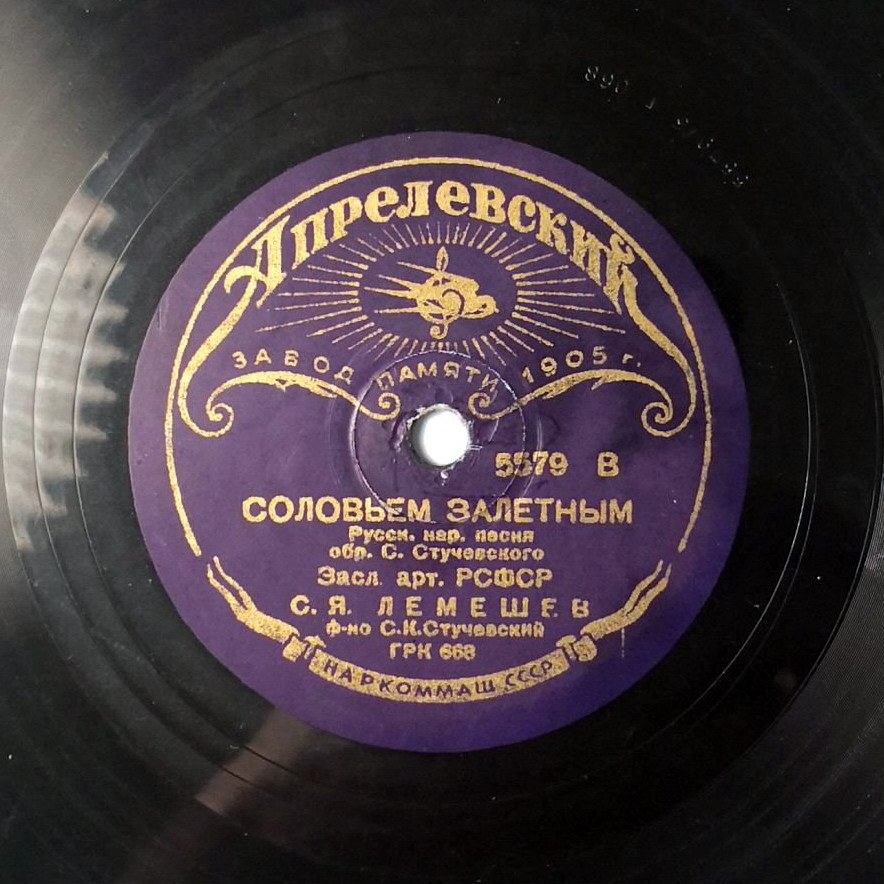 Апрелевский
ЗАВОД ПАМЯТИ 1905 г.
5579 В
СОЛОВЬЕМ ЗАЛЕТНЫМ
Русск. нар. песня
обр. С. Стучевского
Засл. арт. РСФСР
С. Я. ЛЕМЕШЕВ
ф-но С.К.Стучевский
ГРК 668
НАРКОММАШ СССР